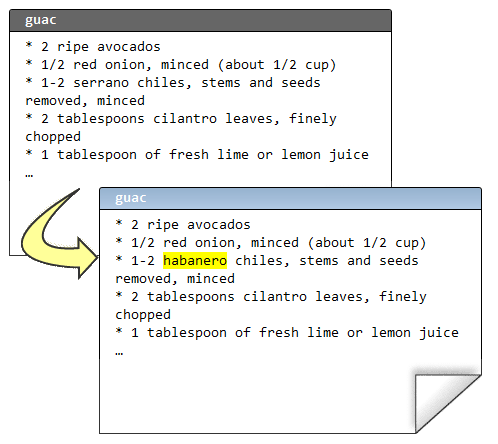 guac
* 2 ripe avocados
* 1/2 red onion, minced (about 1/2 cup)
* 1-2 serrano chiles, stems and seeds
removed, minced
* 2 tablespoons cilantro leaves, finely
chopped
* 1 tablespoon of fresh lime or lemon juice
…
guac
* 2 ripe avocados
* 1/2 red onion, minced (about 1/2 cup)
* 1-2 habanero chiles, stems and seeds
removed, minced
* 2 tablespoons cilantro leaves, finely
chopped
* 1 tablespoon of fresh lime or lemon juice
…